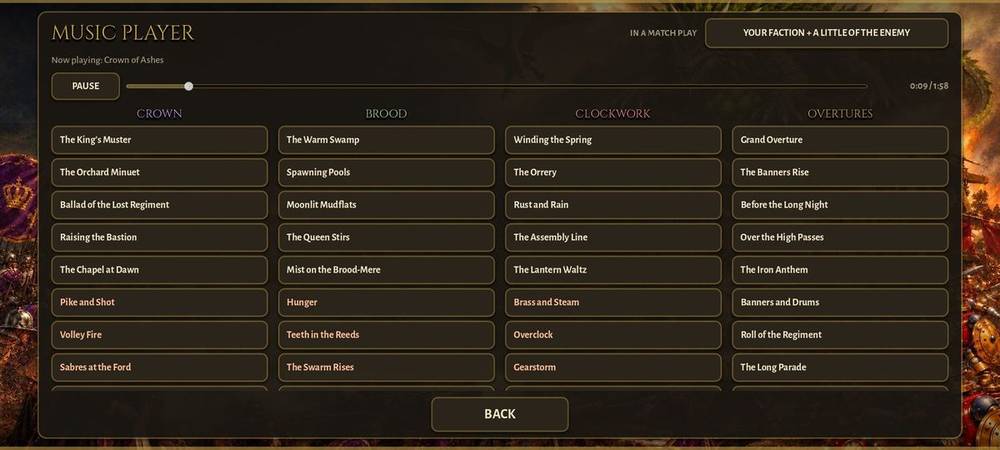 MUSIC PLAYER
IN A MATCH PLAY
YOUR FACTION + A LITTLE OF THE ENEMY
Now playing: Crown of Ashes
PAUSE
0:09 / 1:58
CROWN
BROOD
CLOCKWORK
OVERTURES
The King's Muster
The Warm Swamp
Winding the Spring
Grand Overture
The Orchard Minuet
Spawning Pools
The Orrery
The Banners Rise
Ballad of the Lost Regiment
Moonlit Mudflats
Rust and Rain
Before the Long Night
Raising the Bastion
The Queen Stirs
The Assembly Line
Over the High Passes
The Chapel at Dawn
Mist on the Brood-Mere
The Lantern Waltz
The Iron Anthem
Pike and Shot
Hunger
Brass and Steam
Banners and Drums
Volley Fire
Teeth in the Reeds
Overclock
Roll of the Regiment
Sabres at the Ford
The Swarm Rises
Gearstorm
The Long Parade
BACK